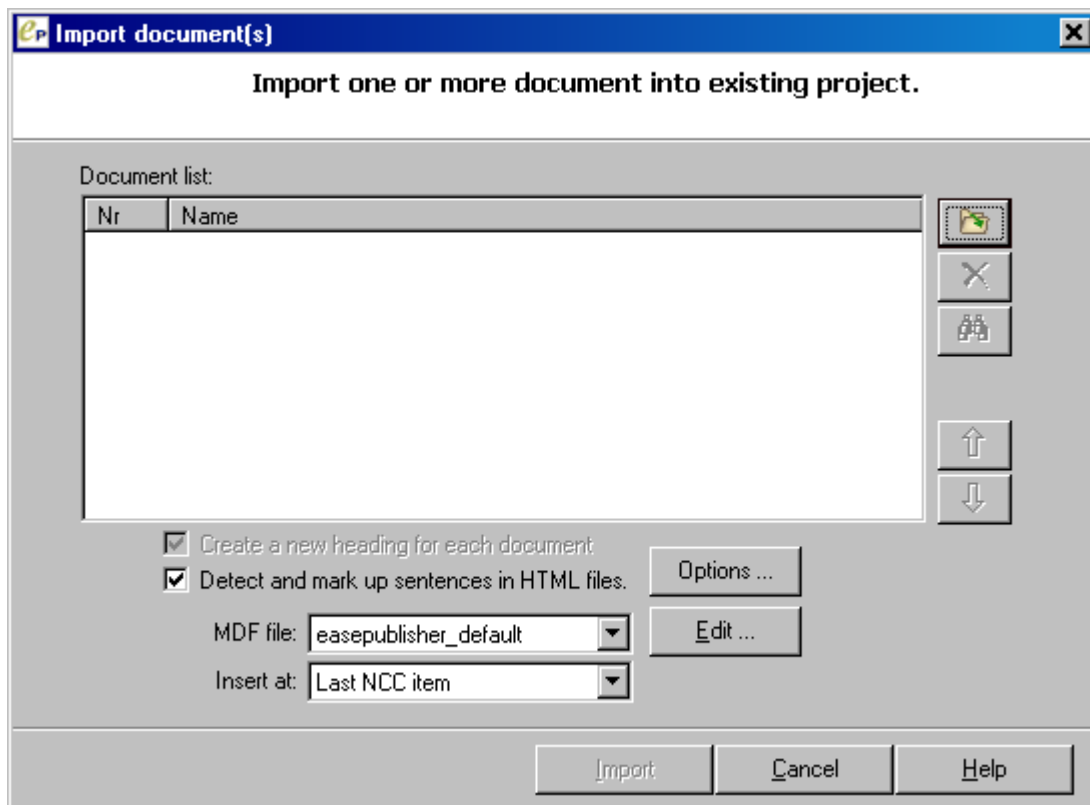 eP Import document(s)
Import one or more document into existing project.
Document list:
Nr Name
Create a new heading for each document
Detect and mark up sentences in HTML files.
Options ...
MDF file: easepublisher_default
Edit ...
Insert at: Last NCC item
Import Cancel Help